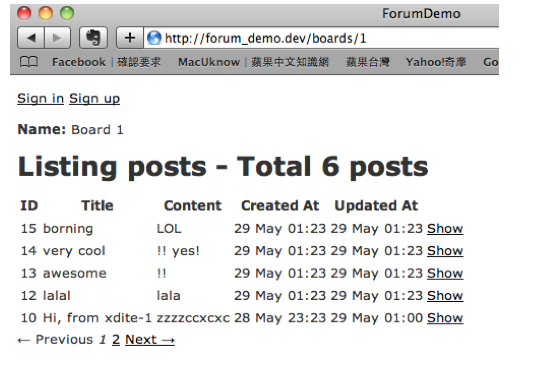 ForumDemo
http://forum_demo.dev/boards/1
Facebook | 確認要求 MacUknow | 蘋果中文知識網 蘋果台灣 Yahoo!奇摩 Go
Sign in Sign up
Name: Board 1
Listing posts - Total 6 posts
ID Title Content Created At Updated At
15 borning LOL 29 May 01:23 29 May 01:23 Show
14 very cool !! yes! 29 May 01:23 29 May 01:23 Show
13 awesome !! 29 May 01:23 29 May 01:23 Show
12 lalal lala 29 May 01:23 29 May 01:23 Show
10 Hi, from xdite-1 zzzzccxcxc 28 May 23:23 29 May 01:00 Show
← Previous 1 2 Next →